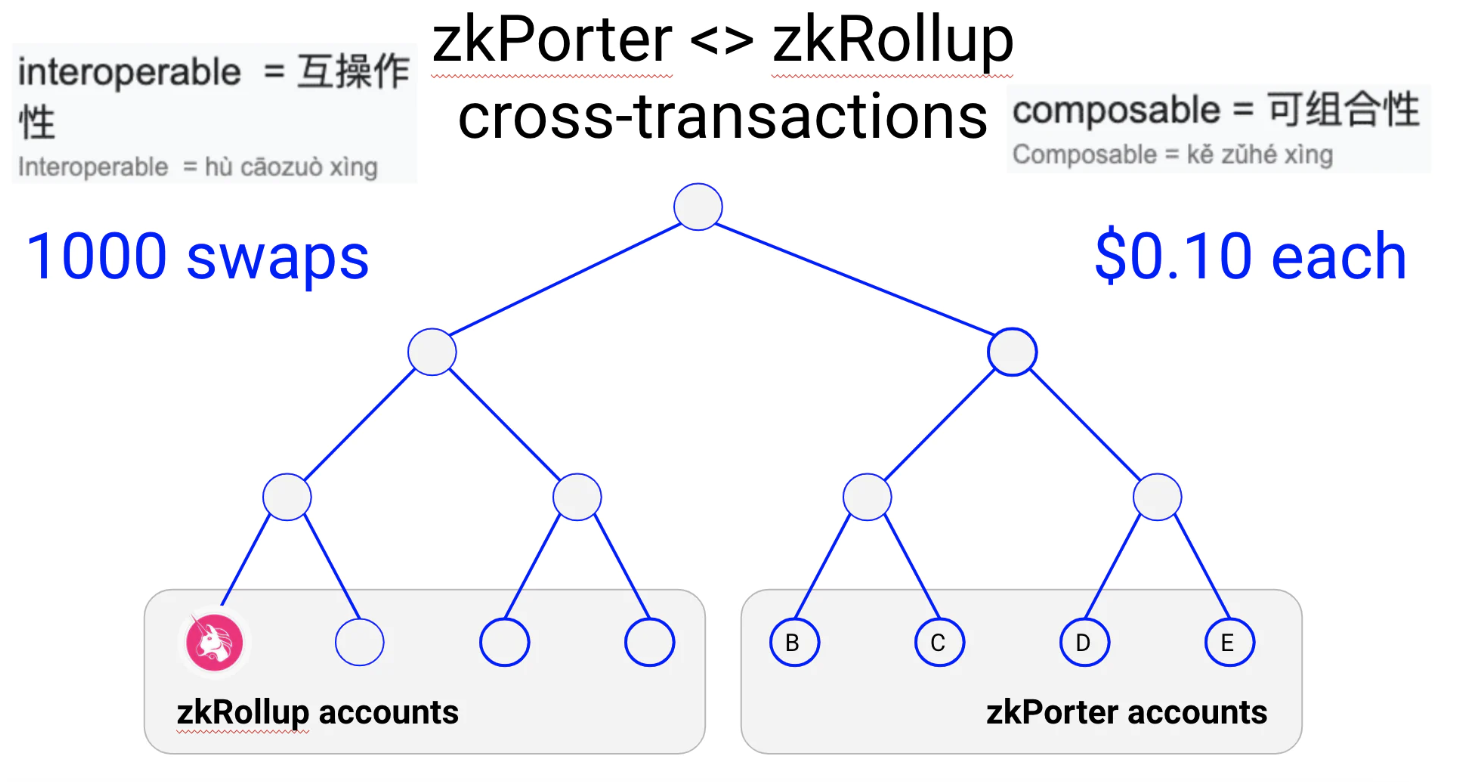 zkPorter <> zkRollup
cross-transactions
interoperable = 互操作
性
Interoperable = hù cāozuò xìng
composable = 可组合性
Composable = kě zǔhé xìng
1000 swaps
$0.10 each
B C D E
zkRollup accounts
zkPorter accounts